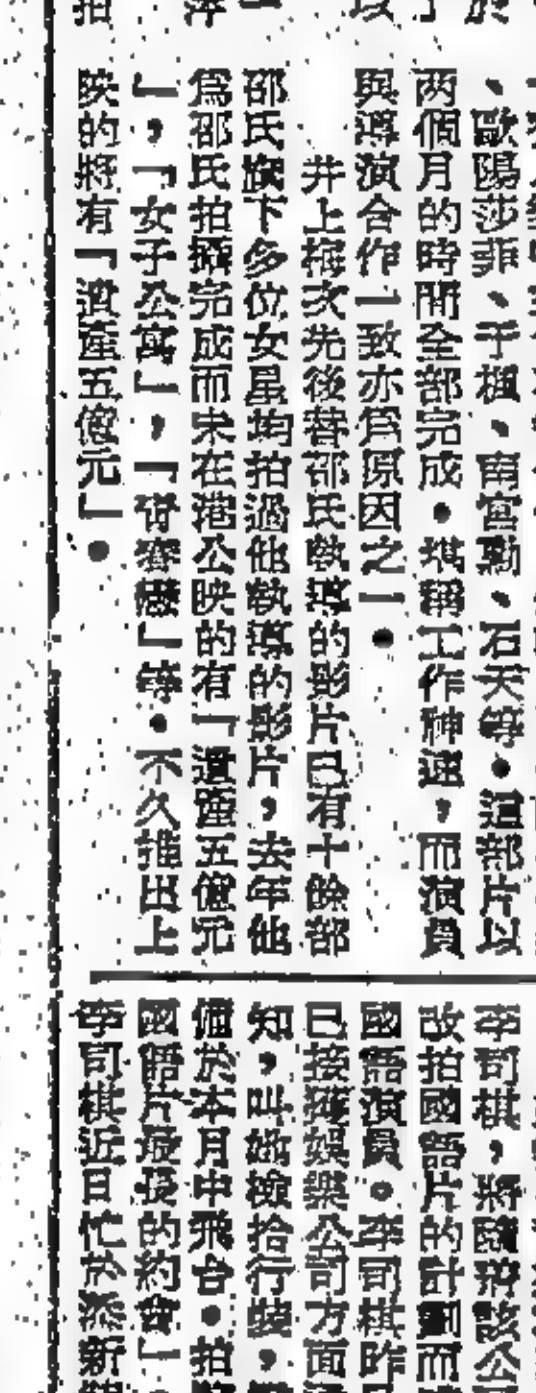 、歐陽莎菲、于楓、南宮勳、石天等。這部片以
两個月的時間全部完成。堪稱工作神速,而演員
與導演合作一致亦爲原因之一。
井上梅次先後替邵氏執導的影片已有十餘部
邵氏旗下多位女星均拍過他執導的影片,去年他
爲邵氏拍攝完成而未在港公映的有「遺產五億元
」,「女子公寓」,「青春戀」等。不久推出上
映的將有「遺產五億元」。
李司棋,將隨
改拍國語片的計劃而
國語演員。李司棋昨
已接獲娛樂公司方面
知,叫她檢拾行裝,
備於本月中飛台。拍
國語片
的約會」
李司棋近日忙於添新